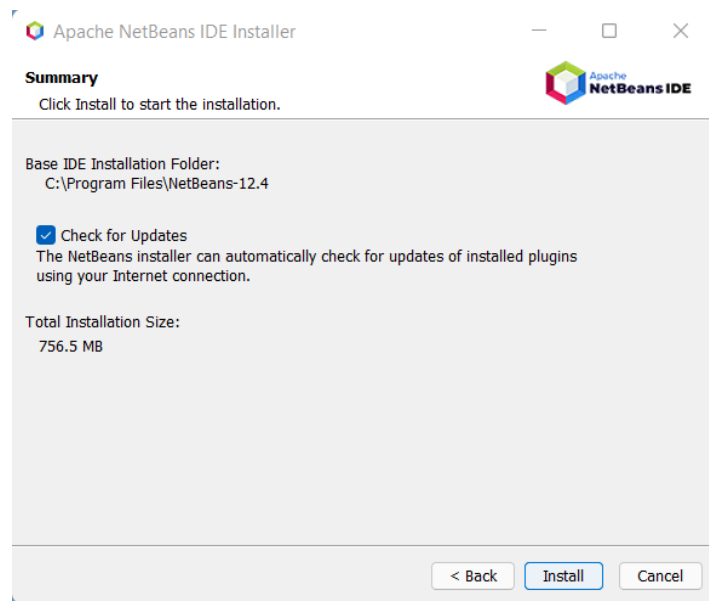 Apache NetBeans IDE Installer
Summary
Click Install to start the installation.
Apache
NetBeans IDE
Base IDE Installation Folder:
C:\Program Files\NetBeans-12.4
Check for Updates
The NetBeans installer can automatically check for updates of installed plugins
using your Internet connection.
Total Installation Size:
756.5 MB
< Back Install Cancel